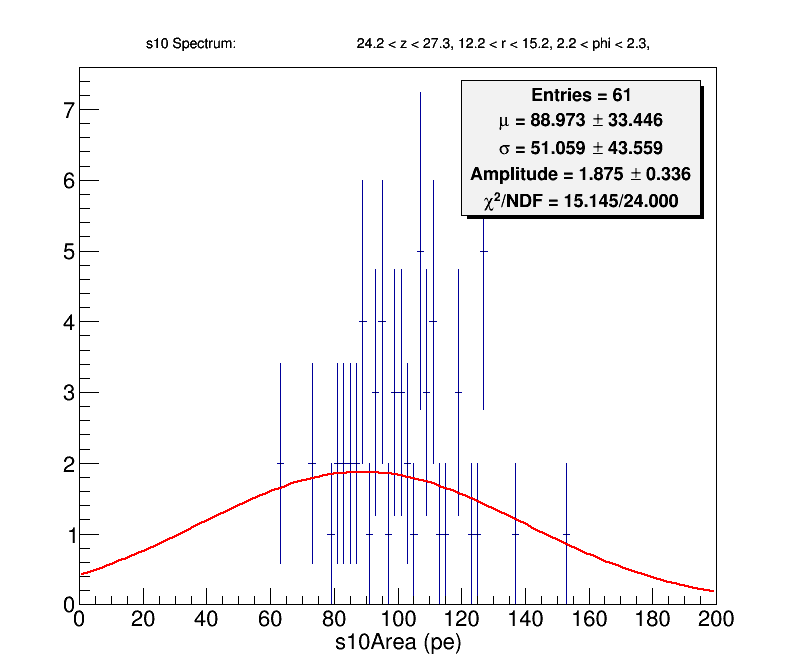 s10 Spectrum: 24.2 < z < 27.3, 12.2 < r < 15.2, 2.2 < phi < 2.3,
Entries = 61
μ = 88.973 ± 33.446
σ = 51.059 ± 43.559
Amplitude = 1.875 ± 0.336
χ²/NDF = 15.145/24.000
7
6
5
4
3
2
1
0
0 20 40 60 80 100 120 140 160 180 200
s10Area (pe)